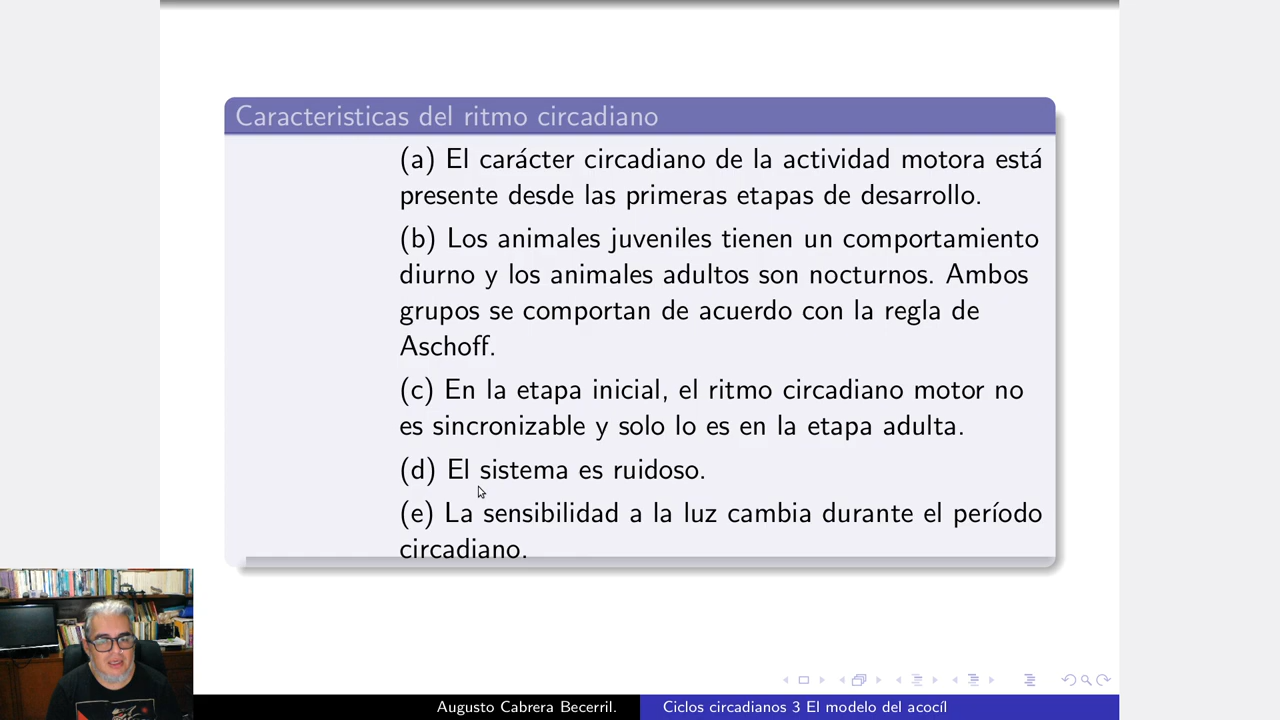 Caracteristicas del ritmo circadiano
(a) El carácter circadiano de la actividad motora está
presente desde las primeras etapas de desarrollo.
(b) Los animales juveniles tienen un comportamiento
diurno y los animales adultos son nocturnos. Ambos
grupos se comportan de acuerdo con la regla de
Aschoff.
(c) En la etapa inicial, el ritmo circadiano motor no
es sincronizable y solo lo es en la etapa adulta.
(d) El sistema es ruidoso.
(e) La sensibilidad a la luz cambia durante el período
circadiano.
Augusto Cabrera Becerril.
Ciclos circadianos 3 El modelo del acocíl